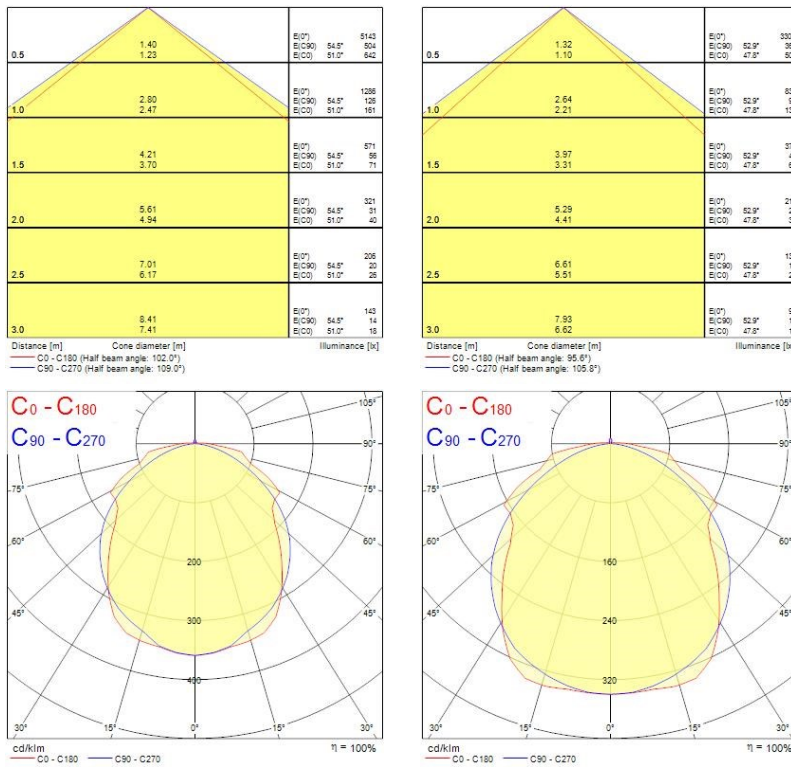 E(0°) 5143
0.5 1.40 E(C90) 54.5° 504
1.23 E(C0) 51.0° 642
E(0°) 1286
1.0 2.80 E(C90) 54.5° 126
2.47 E(C0) 51.0° 161
E(0°) 571
1.5 4.21 E(C90) 54.5° 56
3.70 E(C0) 51.0° 71
E(0°) 321
2.0 5.61 E(C90) 54.5° 31
4.94 E(C0) 51.0° 40
E(0°) 206
2.5 7.01 E(C90) 54.5° 20
6.17 E(C0) 51.0° 26
E(0°) 143
3.0 8.41 E(C90) 54.5° 14
7.41 E(C0) 51.0° 18
Distance [m] Cone diameter [m] Illuminance [lx]
C0 - C180 (Half beam angle: 102.0°)
C90 - C270 (Half beam angle: 109.0°)
E(0°) 330
0.5 1.32 E(C90) 52.9°
1.10 E(C0) 47.8°
E(0°)
1.0 2.64 E(C90) 52.9°
2.21 E(C0) 47.8°
E(0°)
1.5 3.97 E(C90) 52.9°
3.31 E(C0) 47.8°
E(0°)
2.0 5.29 E(C90) 52.9°
4.41 E(C0) 47.8°
E(0°)
2.5 6.61 E(C90) 52.9°
5.51 E(C0) 47.8°
E(0°)
3.0 7.93 E(C90) 52.9°
6.62 E(C0) 47.8°
Distance [m] Cone diameter [m] Illuminance [lx]
C0 - C180 (Half beam angle: 95.6°)
C90 - C270 (Half beam angle: 105.8°)
C0 - C180
C90 - C270
105°
90°
75° 75°
60° 60°
45° 45°
200
300
400
30° 15° 0° 15° 30°
cd/klm η = 100%
C0 - C180 C90 - C270
C0 - C180
C90 - C270
105°
90°
75° 75°
60° 60°
45° 45°
160
240
320
30° 15° 0° 15° 30°
cd/klm η = 100%
C0 - C180 C90 - C270